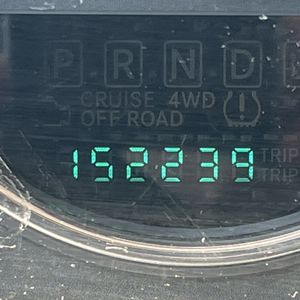 P R N D
CRUISE 4WD
OFF ROAD
152239 TRIP
TRIP